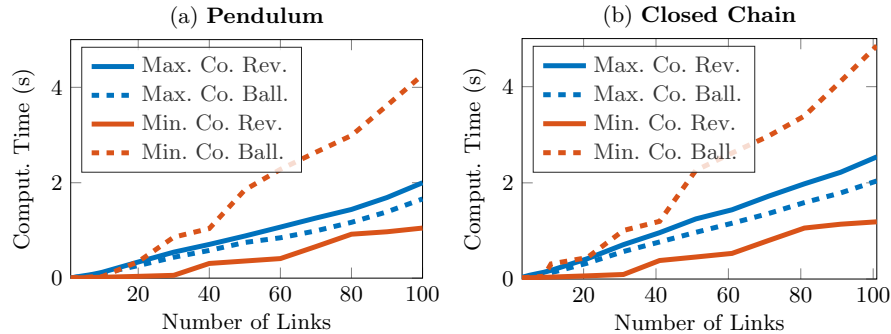 (a) Pendulum
Comput. Time (s)
4
2
0
Max. Co. Rev.
Max. Co. Ball.
Min. Co. Rev.
Min. Co. Ball.
20 40 60 80 100
Number of Links
(b) Closed Chain
Comput. Time (s)
4
2
0
Max. Co. Rev.
Max. Co. Ball.
Min. Co. Rev.
Min. Co. Ball.
20 40 60 80 100
Number of Links